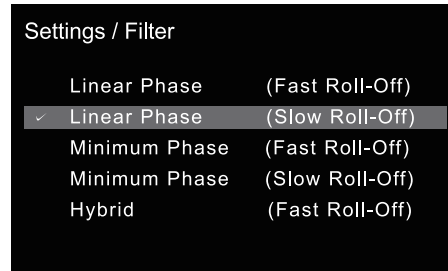 Settings / Filter
Linear Phase (Fast Roll-Off)
✓ Linear Phase (Slow Roll-Off)
Minimum Phase (Fast Roll-Off)
Minimum Phase (Slow Roll-Off)
Hybrid (Fast Roll-Off)